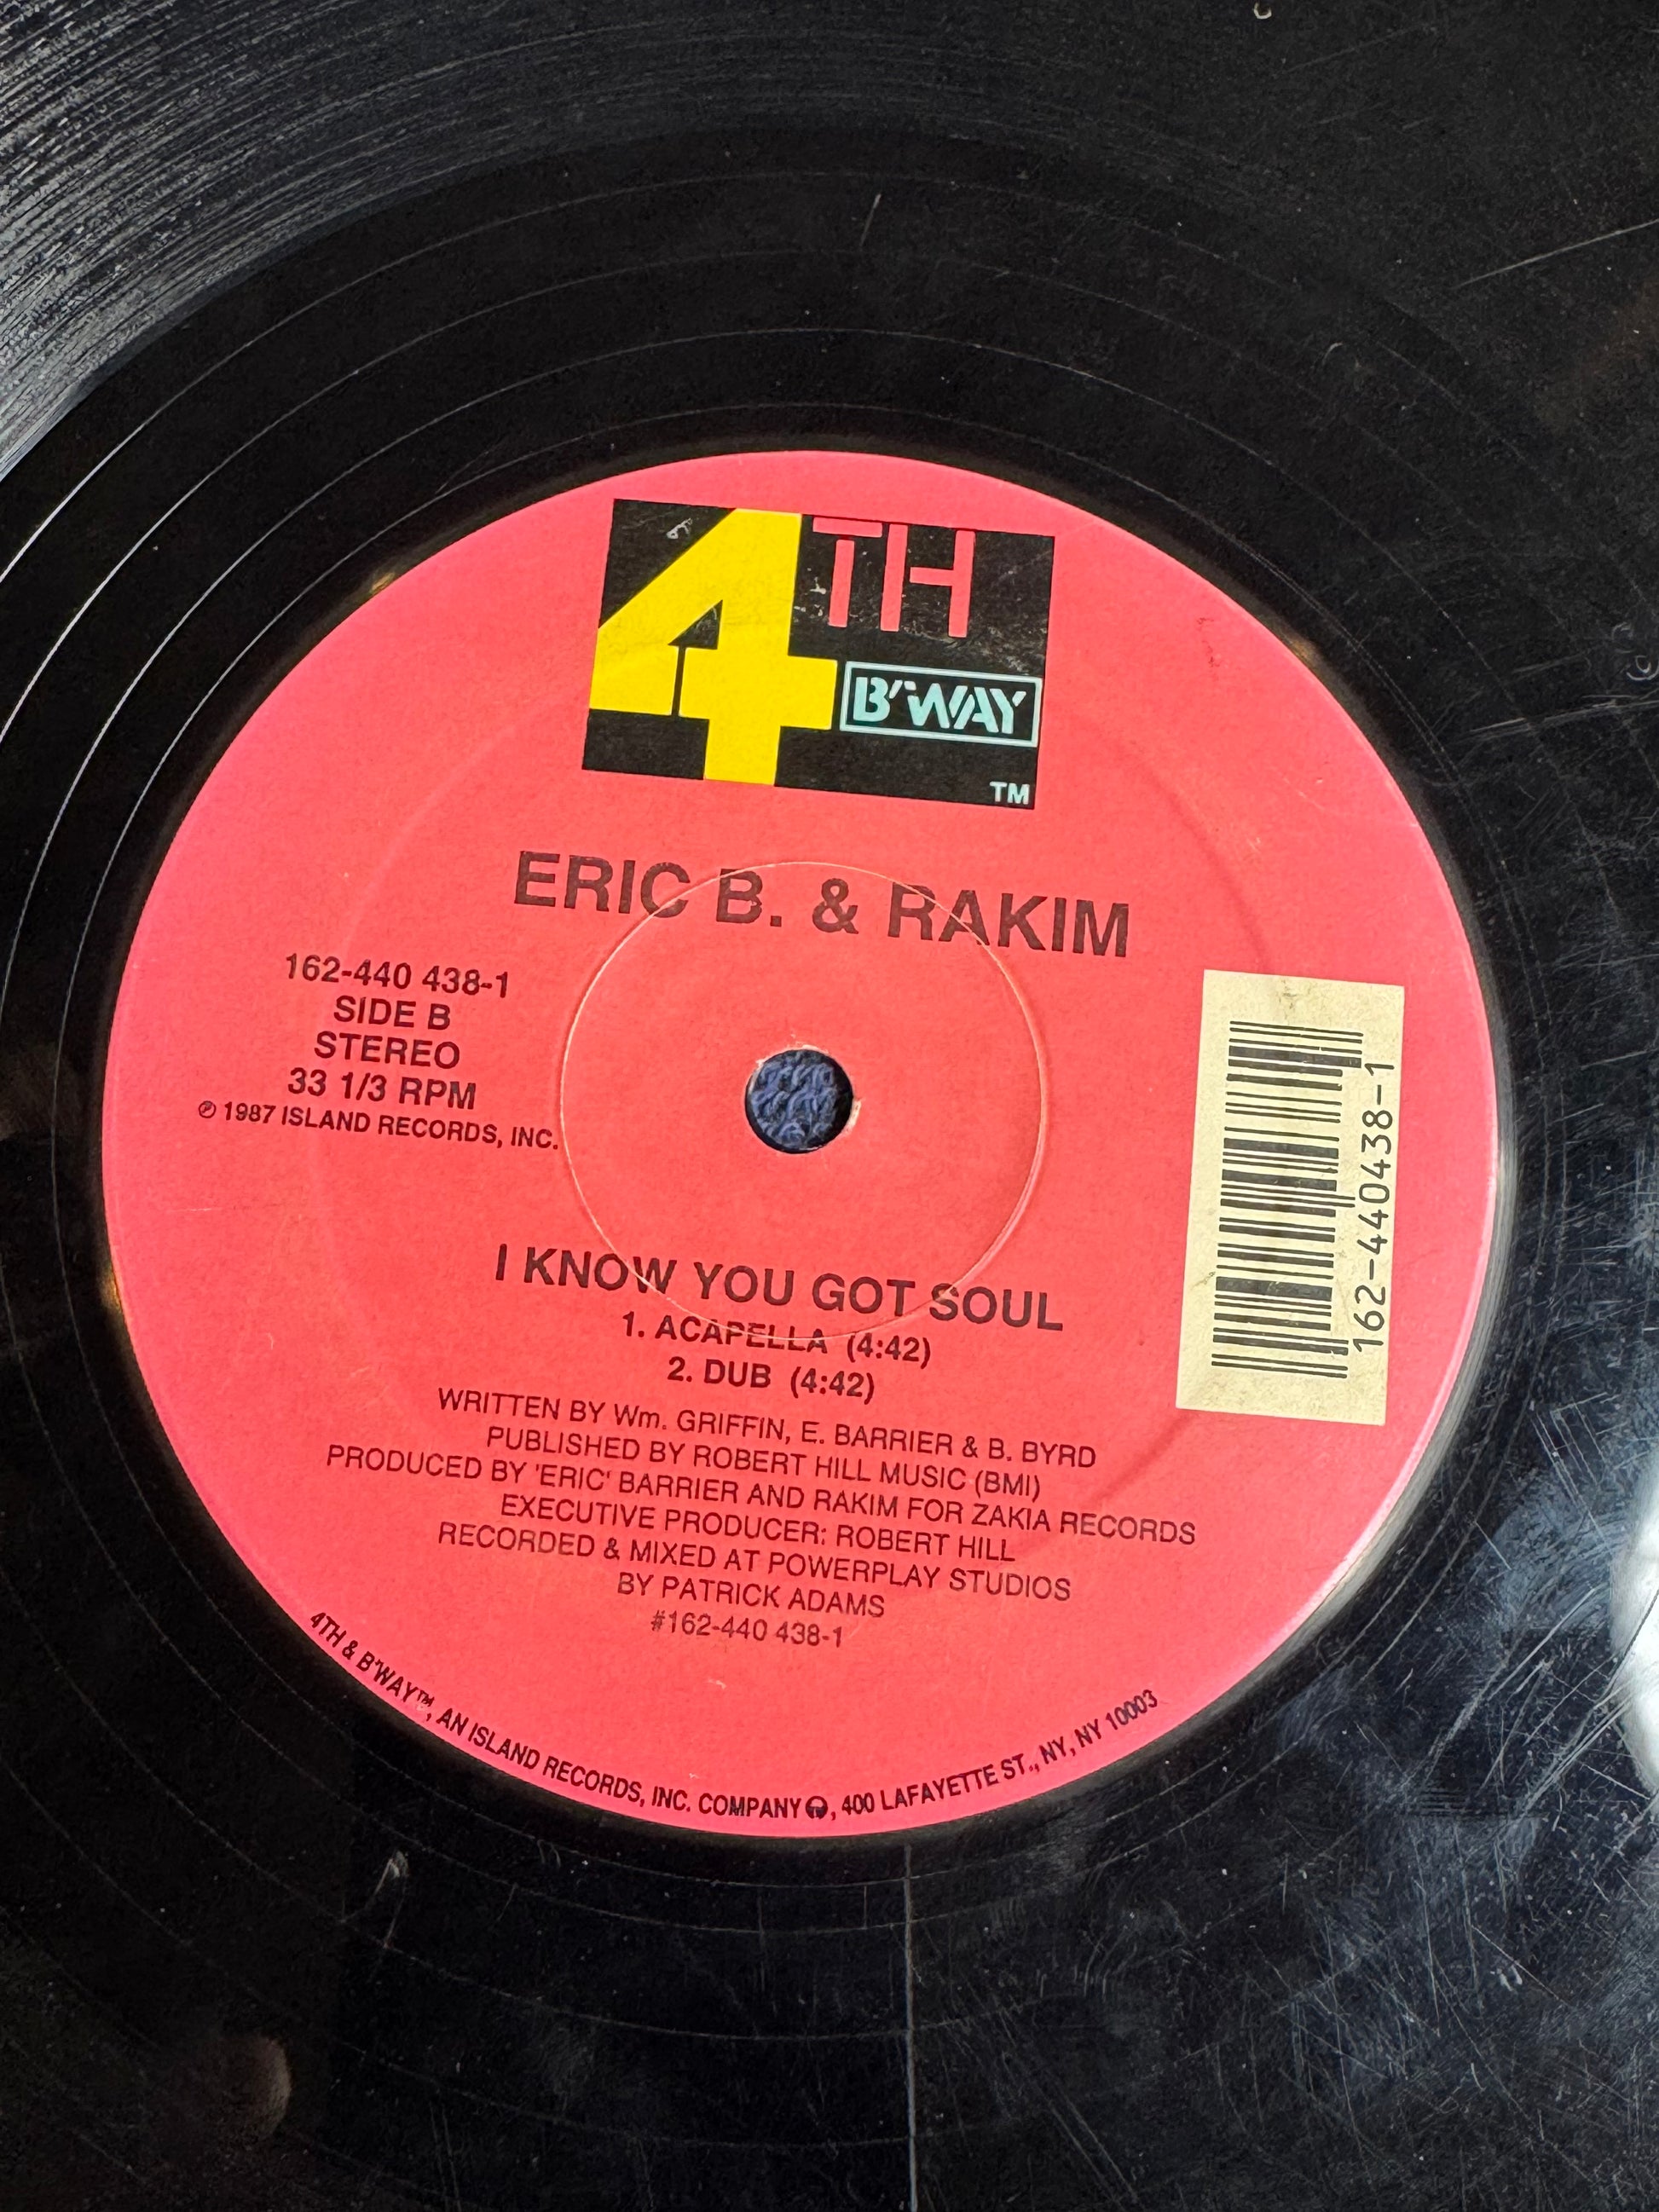 4TH
B'WAY
TM
ERIC B. & RAKIM
162-440 438-1
SIDE B
STEREO
33 1/3 RPM
℗ 1987 ISLAND RECORDS, INC.
162-440438-1
I KNOW YOU GOT SOUL
1. ACAPELLA (4:42)
2. DUB (4:42)
WRITTEN BY Wm. GRIFFIN, E. BARRIER & B. BYRD
PUBLISHED BY ROBERT HILL MUSIC (BMI)
PRODUCED BY 'ERIC' BARRIER AND RAKIM FOR ZAKIA RECORDS
EXECUTIVE PRODUCER: ROBERT HILL
RECORDED & MIXED AT POWERPLAY STUDIOS
BY PATRICK ADAMS
#162-440 438-1
4TH & B'WAY™, AN ISLAND RECORDS, INC. COMPANY, 400 LAFAYETTE ST., NY, NY 10003